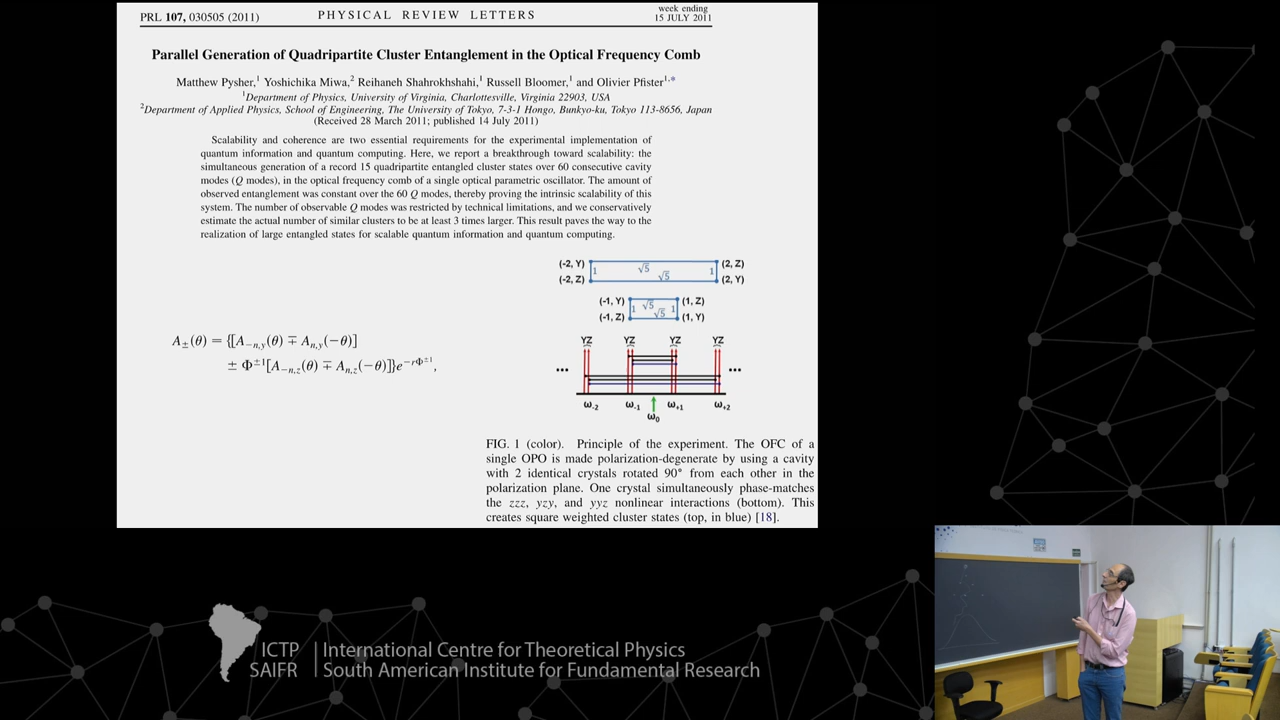 PRL 107, 030505 (2011)
PHYSICAL REVIEW LETTERS
week ending
15 JULY 2011
Parallel Generation of Quadripartite Cluster Entanglement in the Optical Frequency Comb
Matthew Pysher,¹ Yoshichika Miwa,² Reihaneh Shahrokhshahi,¹ Russell Bloomer,¹ and Olivier Pfister¹,*
¹Department of Physics, University of Virginia, Charlottesville, Virginia 22903, USA
²Department of Applied Physics, School of Engineering, The University of Tokyo, 7-3-1 Hongo, Bunkyo-ku, Tokyo 113-8656, Japan
(Received 28 March 2011; published 14 July 2011)
Scalability and coherence are two essential requirements for the experimental implementation of
quantum information and quantum computing. Here, we report a breakthrough toward scalability: the
simultaneous generation of a record 15 quadripartite entangled cluster states over 60 consecutive cavity
modes (Q modes), in the optical frequency comb of a single optical parametric oscillator. The amount of
observed entanglement was constant over the 60 Q modes, thereby proving the intrinsic scalability of this
system. The number of observable Q modes was restricted by technical limitations, and we conservatively
estimate the actual number of similar clusters to be at least 3 times larger. This result paves the way to the
realization of large entangled states for scalable quantum information and quantum computing.
(-2, Y) √5 (2, Z)
1 1
(-2, Z) √5 (2, Y)
(-1, Y) √5 (1, Z)
1 1
(-1, Z) √5 (1, Y)
A±(θ) = {[A₋ₙ,y(θ) ∓ Aₙ,y(−θ)]
± Φ±¹[A₋ₙ,z(θ) ∓ Aₙ,z(−θ)]}e^−rΦ±¹,
YZ YZ YZ YZ
... ...
ω-2 ω-1 ω+1 ω+2
ω0
FIG. 1 (color). Principle of the experiment. The OFC of a
single OPO is made polarization-degenerate by using a cavity
with 2 identical crystals rotated 90° from each other in the
polarization plane. One crystal simultaneously phase-matches
the zzz, yzy, and yyz nonlinear interactions (bottom). This
creates square weighted cluster states (top, in blue) [18].
ICTP International Centre for Theoretical Physics
SAIFR South American Institute for Fundamental Research